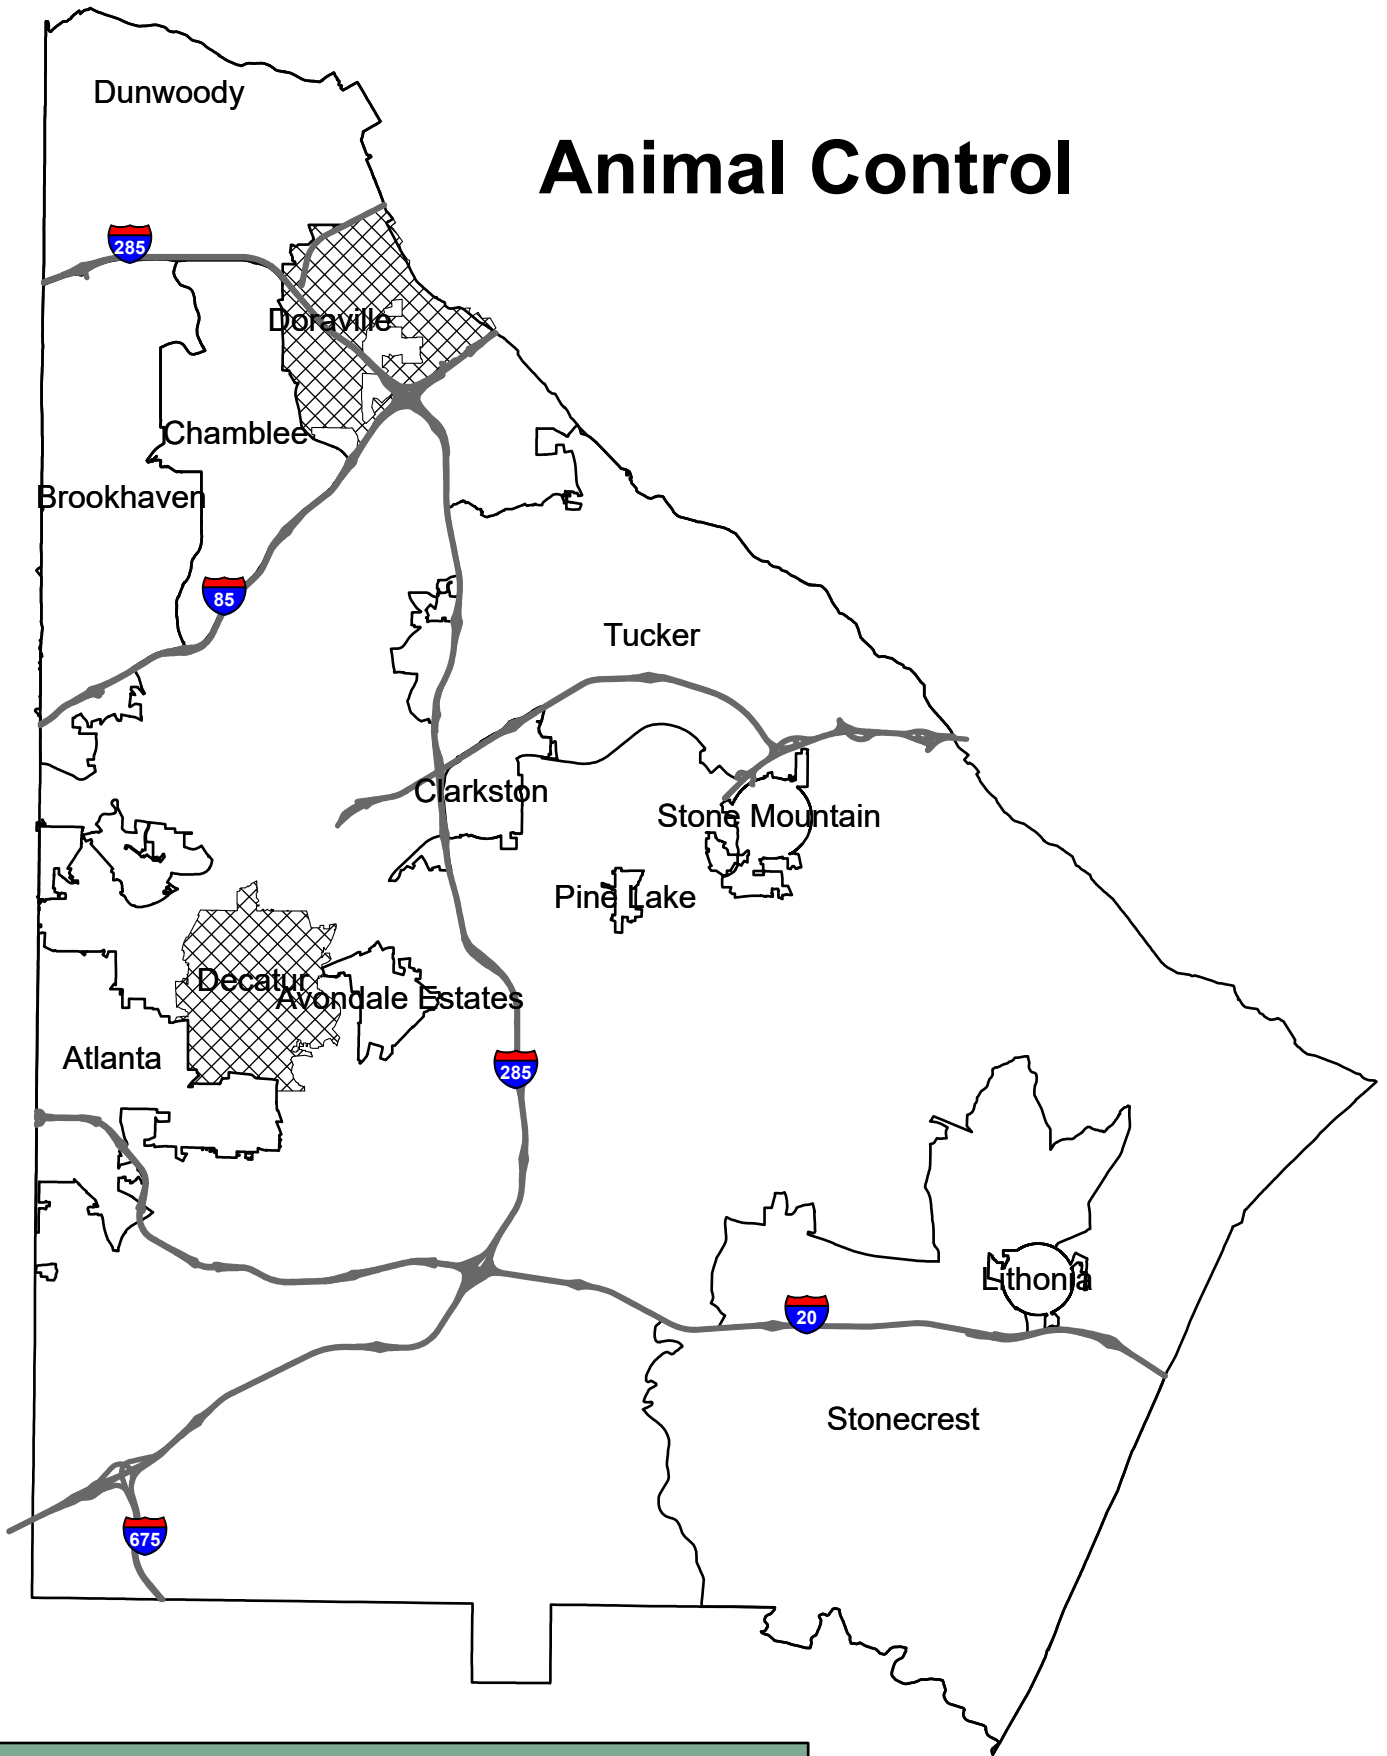 Dunwoody
Animal Control
285
Doraville
Chamblee
Brookhaven
85
Tucker
Clarkston
Stone Mountain
Pine Lake
Decatur
Avondale Estates
Atlanta
285
Lithonia
20
Stonecrest
675